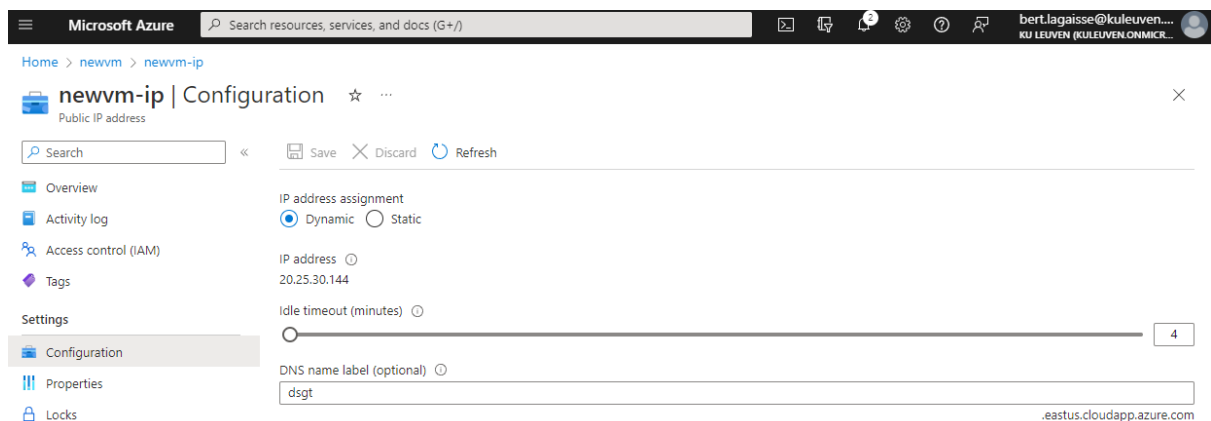 Microsoft Azure
Search resources, services, and docs (G+/)
2
bert.lagaisse@kuleuven....
KU LEUVEN (KULEUVEN.ONMICR...
Home > newvm > newvm-ip
newvm-ip | Configuration
Public IP address
Search
Save Discard Refresh
Overview
Activity log
Access control (IAM)
Tags
Settings
Configuration
Properties
Locks
IP address assignment
Dynamic Static
IP address
20.25.30.144
Idle timeout (minutes)
4
DNS name label (optional)
dsgt
.eastus.cloudapp.azure.com